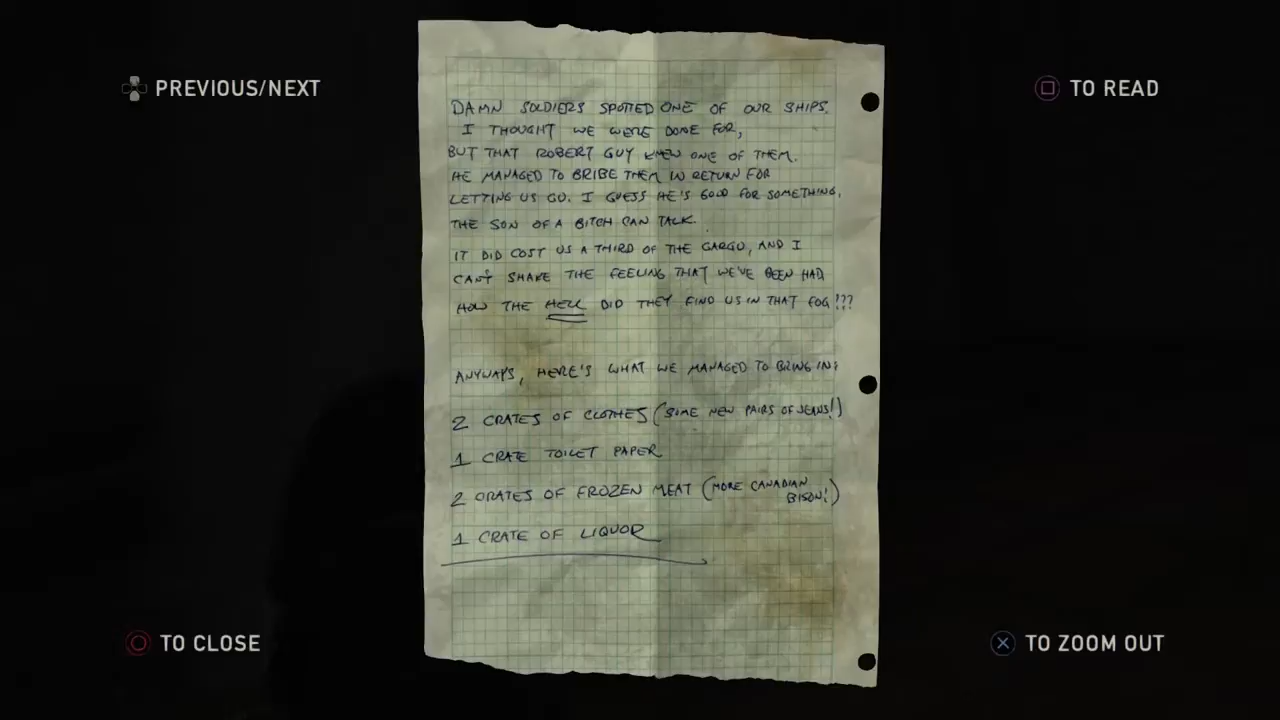 PREVIOUS/NEXT
TO READ
DAMN SOLDIERS SPOTTED ONE OF OUR SHIPS.
I THOUGHT WE WERE DONE FOR,
BUT THAT ROBERT GUY KNEW ONE OF THEM.
HE MANAGED TO BRIBE THEM IN RETURN FOR
LETTING US GO. I GUESS HE'S GOOD FOR SOMETHING.
THE SON OF A BITCH CAN TALK.
IT DID COST US A THIRD OF THE CARGO, AND I
CAN'T SHAKE THE FEELING THAT WE'VE BEEN HAD
HOW THE HELL DID THEY FIND US IN THAT FOG!???
ANYWAYS, HERE'S WHAT WE MANAGED TO BRING IN:
2 CRATES OF CLOTHES (SOME NEW PAIRS OF JEANS!)
1 CRATE TOILET PAPER
2 CRATES OF FROZEN MEAT (MORE CANADIAN
BISON!)
1 CRATE OF LIQUOR
TO CLOSE
TO ZOOM OUT